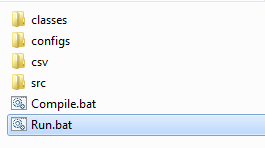 classes
configs
csv
src
Compile.bat
Run.bat